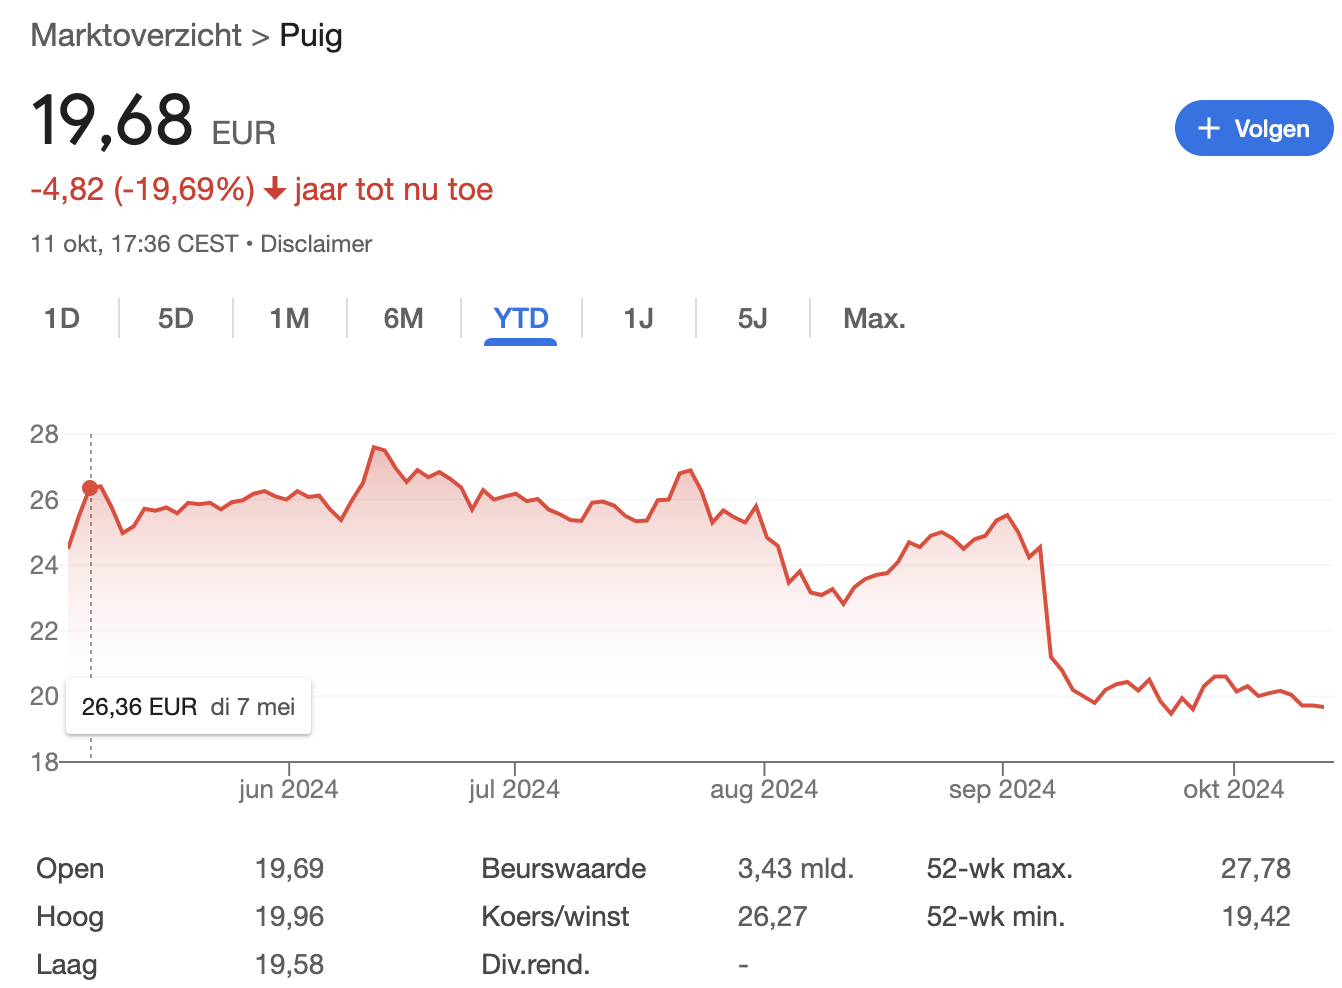 Marktoverzicht > Puig
19,68 EUR
+ Volgen
-4,82 (-19,69%) ↓ jaar tot nu toe
11 okt, 17:36 CEST • Disclaimer
1D 5D 1M 6M YTD 1J 5J Max.
28
26
24
22
20
26,36 EUR di 7 mei
18
jun 2024 jul 2024 aug 2024 sep 2024 okt 2024
Open 19,69 Beurswaarde 3,43 mld. 52-wk max. 27,78
Hoog 19,96 Koers/winst 26,27 52-wk min. 19,42
Laag 19,58 Div.rend. -